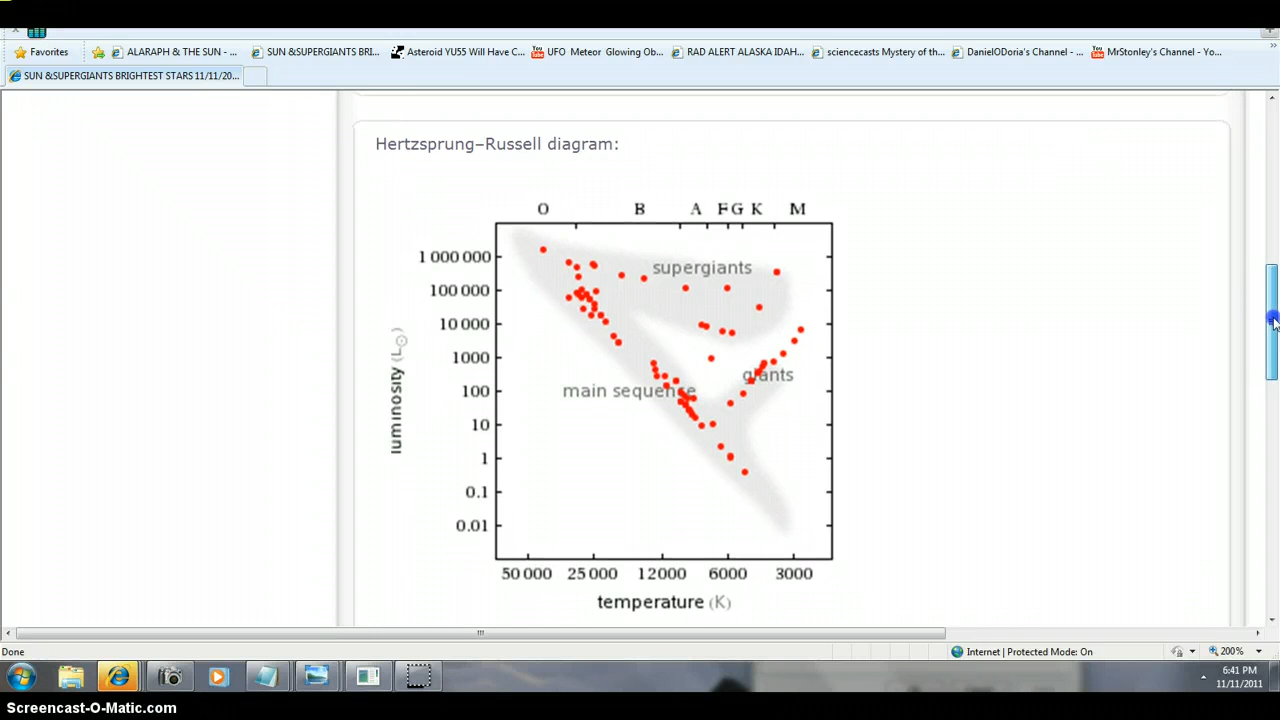 Favorites ALARAPH & THE SUN - ... SUN &SUPERGIANTS BRI... Asteroid YU55 Will Have C... UFO Meteor Glowing Ob... RAD ALERT ALASKA IDAH... sciencecasts Mystery of th... DanielODoria's Channel - ... MrStonley's Channel - Yo...
SUN &SUPERGIANTS BRIGHTEST STARS 11/11/20...
Hertzsprung–Russell diagram:
O B A F G K M
1 000 000
supergiants
100 000
10 000
1000
giants
100
main sequence
10
1
0.1
0.01
luminosity (L☉)
50 000 25 000 12 000 6000 3000
temperature (K)
Done Internet | Protected Mode: On 200%
6:41 PM
11/11/2011
Screencast-O-Matic.com